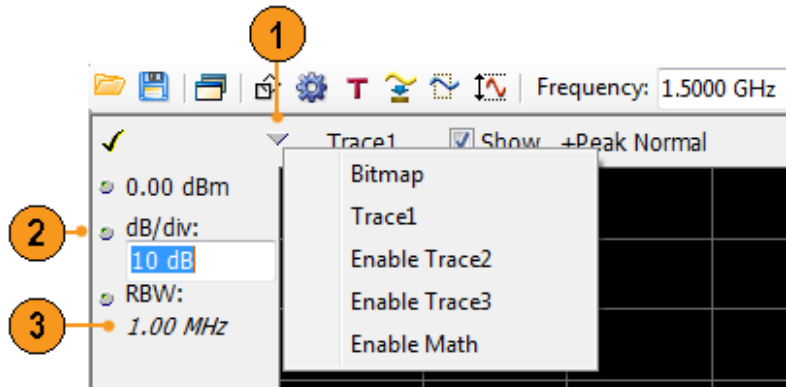 1
T Frequency: 1.5000 GHz
Trace1 Show +Peak Normal
0.00 dBm
2
dB/div:
10 dB
3
RBW:
1.00 MHz
Bitmap
Trace1
Enable Trace2
Enable Trace3
Enable Math